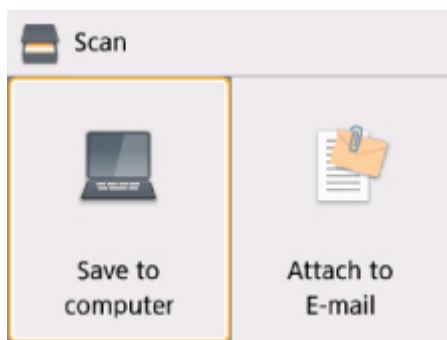 Scan
Save to
computer
Attach to
E-mail